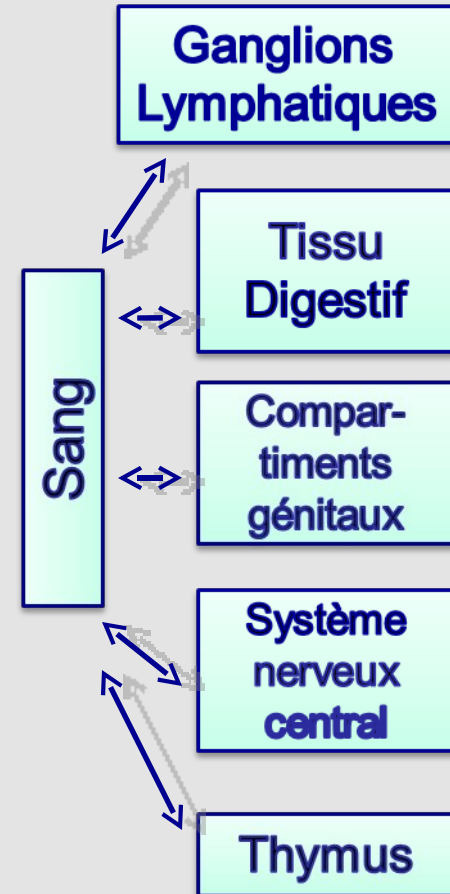 Ganglions
Lymphatiques
Tissu
Digestif
Sang
Compar-
timents
génitaux
Système
nerveux
central
Thymus